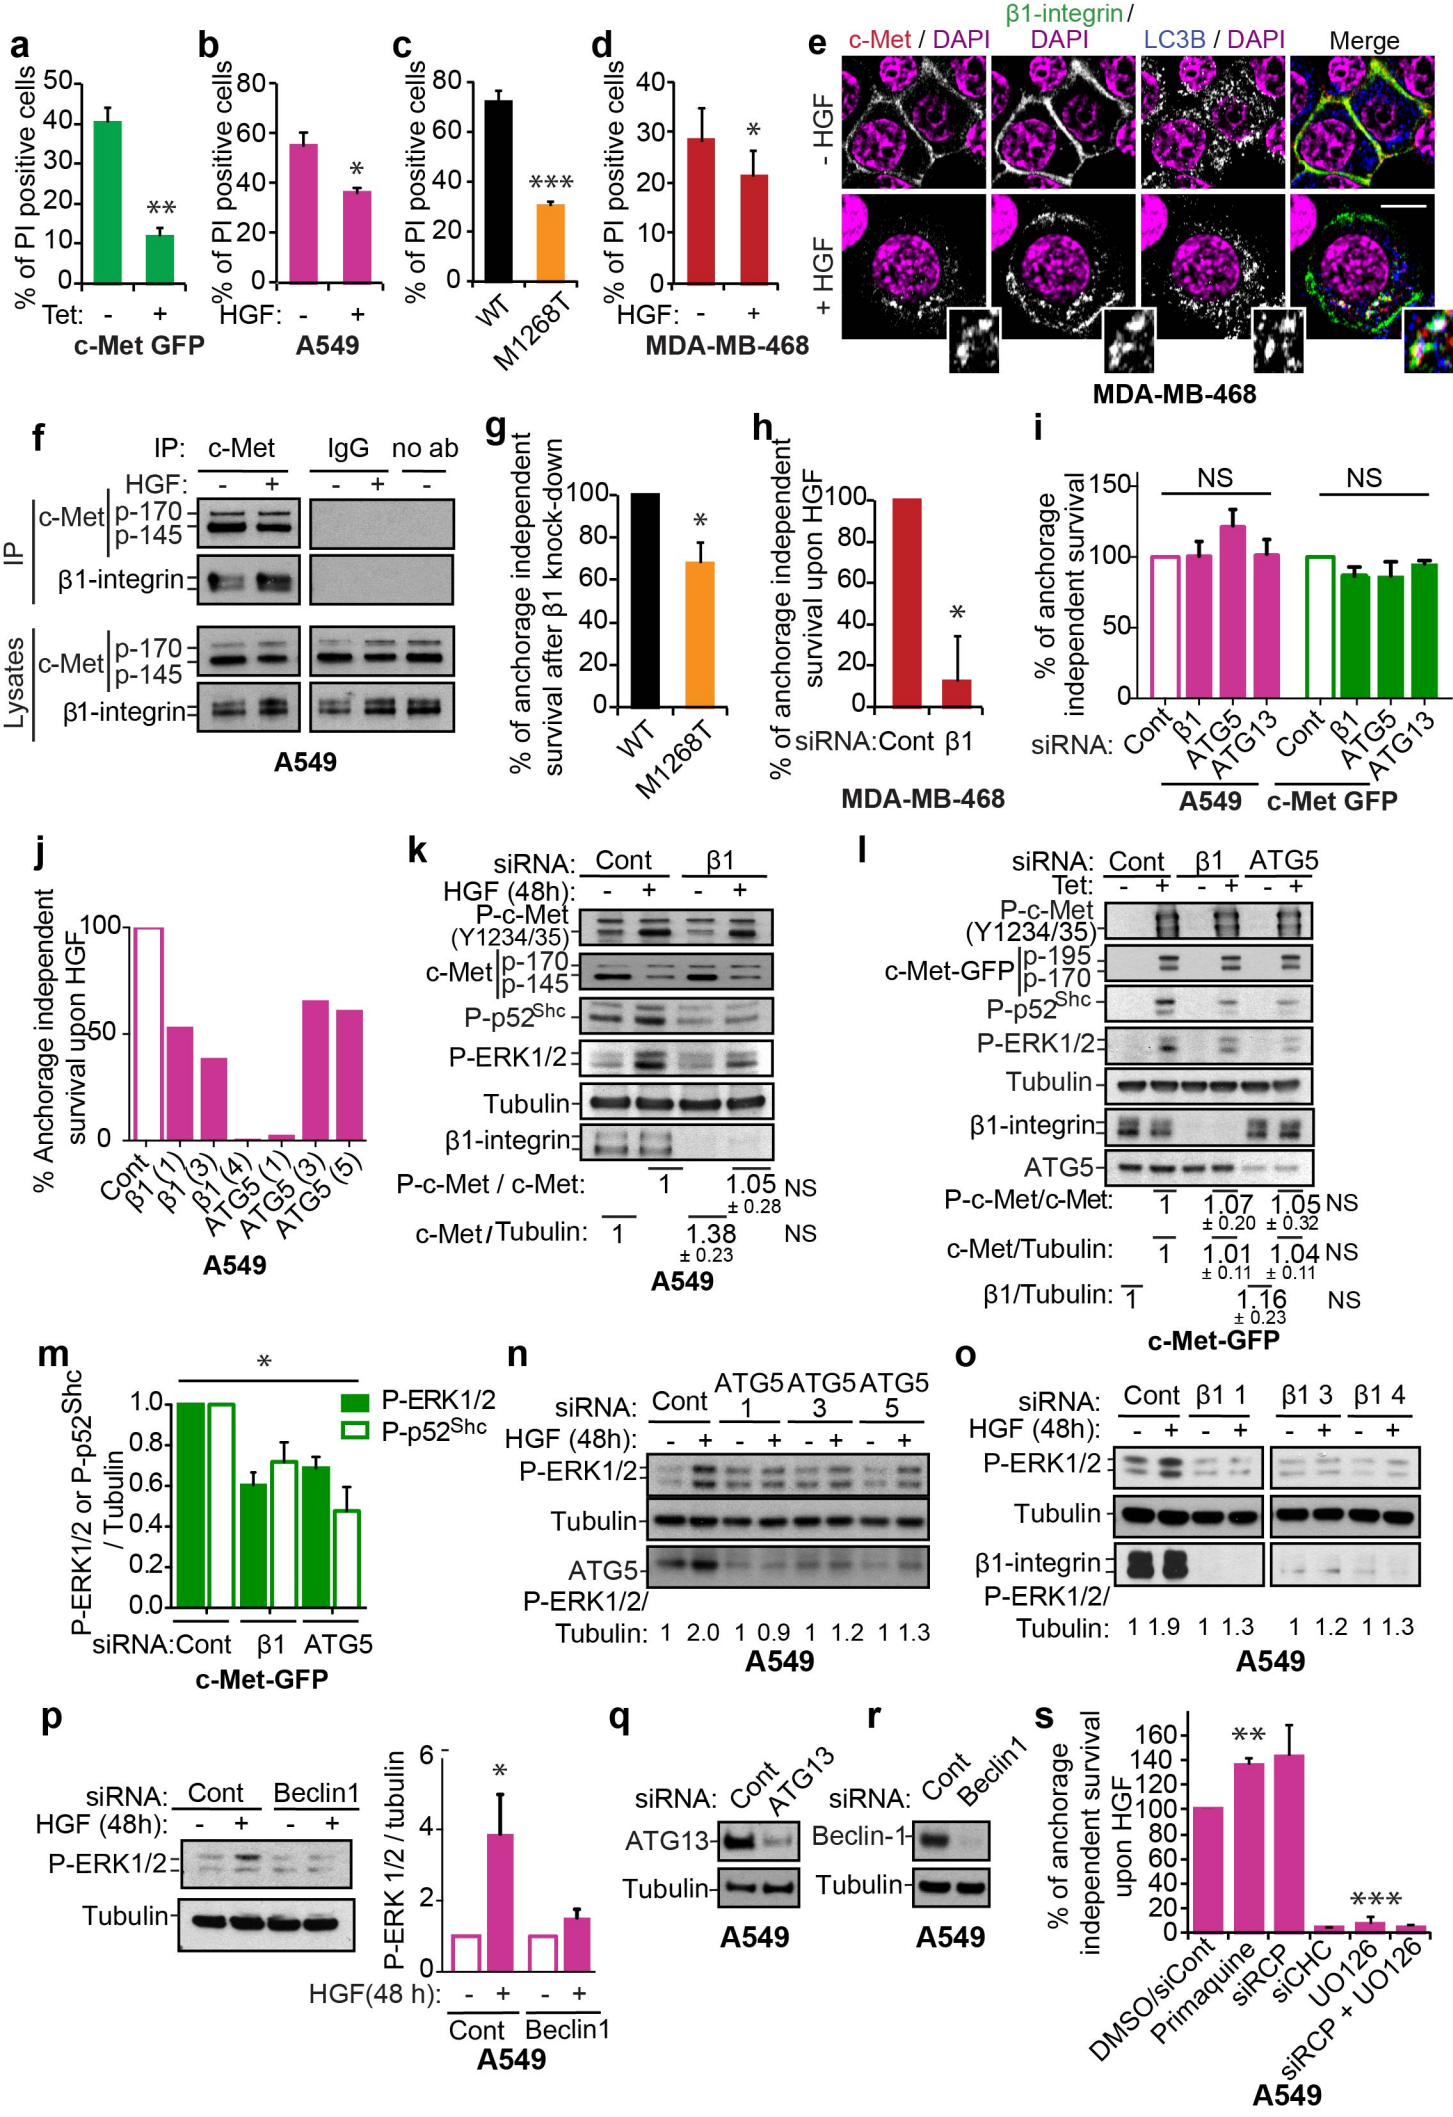 a
% of PI positive cells
50
40
30
20
10
0
Tet: - +
c-Met GFP
**
b
% of PI positive cells
80
60
40
20
0
HGF: - +
A549
*
c
% of PI positive cells
80
60
40
20
0
WT
M1268T
***
d
% of PI positive cells
40
30
20
10
0
HGF: - +
MDA-MB-468
*
e
c-Met / DAPI
β1-integrin /
DAPI
LC3B / DAPI
Merge
- HGF
+ HGF
MDA-MB-468
f
IP: c-Met IgG no ab
HGF: - + - + -
IP
c-Met p-170
p-145
β1-integrin
Lysates
c-Met p-170
p-145
β1-integrin
A549
g
% of anchorage independent
survival after β1 knock-down
100
80
60
40
20
0
*
WT
M1268T
h
% of anchorage independent
survival upon HGF
100
80
60
40
20
0
*
siRNA: Cont β1
MDA-MB-468
i
% of anchorage
independent survival
150
100
50
0
NS NS
siRNA: Cont β1 ATG5 ATG13 Cont β1 ATG5 ATG13
A549 c-Met GFP
j
% Anchorage independent
survival upon HGF
100
50
0
Cont β1 (1) β1 (3) β1 (4) ATG5 (1) ATG5 (3) ATG5 (5)
A549
k
siRNA: Cont β1
HGF (48h): - + - +
P-c-Met
(Y1234/35)
c-Met p-170
p-145
P-p52Shc
P-ERK1/2
Tubulin
β1-integrin
P-c-Met / c-Met: 1 1.05 NS
± 0.28
c-Met/Tubulin: 1 1.38 NS
± 0.23
A549
l
siRNA: Cont β1 ATG5
Tet: - + - + - +
P-c-Met
(Y1234/35)
c-Met-GFP p-195
p-170
P-p52Shc
P-ERK1/2
Tubulin
β1-integrin
ATG5
P-c-Met/c-Met: 1 1.07 1.05 NS
± 0.20 ± 0.32
c-Met/Tubulin: 1 1.01 1.04 NS
± 0.11 ± 0.11
β1/Tubulin: 1 1.16 NS
± 0.23
c-Met-GFP
m
P-ERK1/2 or P-p52Shc
/ Tubulin
1.0
0.8
0.6
0.4
0.2
0.0
*
P-ERK1/2
P-p52Shc
siRNA: Cont β1 ATG5
c-Met-GFP
n
ATG5 ATG5 ATG5
siRNA: Cont 1 3 5
HGF (48h): - + - + - + - +
P-ERK1/2
Tubulin
ATG5
P-ERK1/2/
Tubulin: 1 2.0 1 0.9 1 1.2 1 1.3
A549
o
siRNA: Cont β1 1 β1 3 β1 4
HGF (48h): - + - + - + - +
P-ERK1/2
Tubulin
β1-integrin
P-ERK1/2/
Tubulin: 1 1.9 1 1.3 1 1.2 1 1.3
A549
p
siRNA: Cont Beclin1
HGF (48h): - + - +
P-ERK1/2
Tubulin
P-ERK 1/2 / tubulin
6
4
2
0
*
HGF(48 h): - + - +
Cont Beclin1
A549
q
siRNA: Cont ATG13
ATG13
Tubulin
A549
r
siRNA: Cont Beclin1
Beclin-1
Tubulin
A549
s
% of anchorage
independent survival
upon HGF
160
140
120
100
80
60
40
20
0
**
***
DMSO/siCont
Primaquine
siRCP
siCHC
UO126
siRCP + UO126
A549